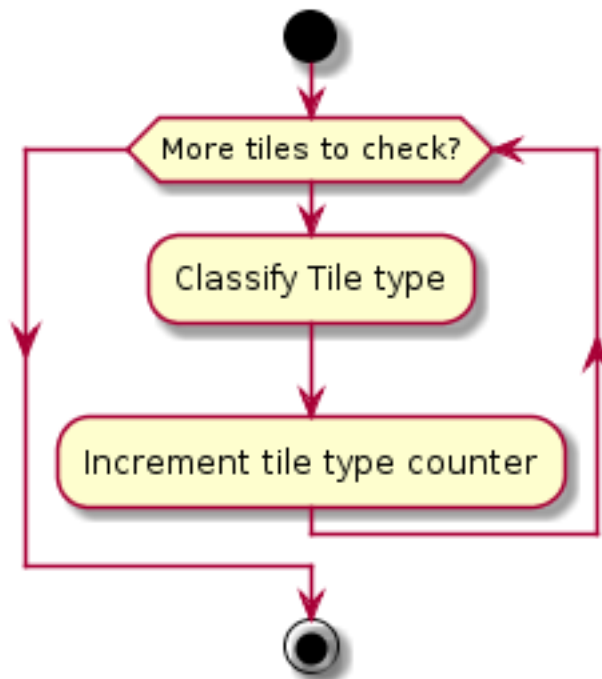 More tiles to check?
Classify Tile type
Increment tile type counter